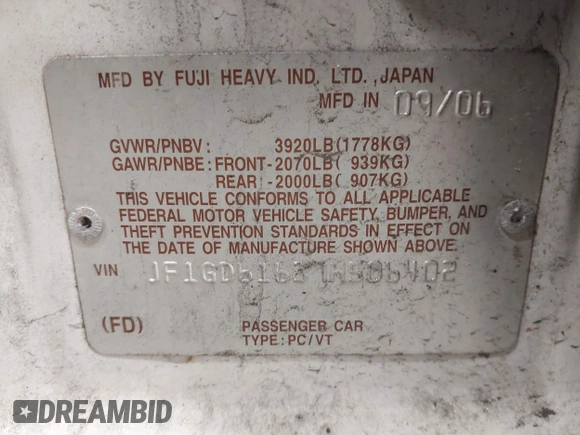 MFD BY FUJI HEAVY IND. LTD., JAPAN
MFD IN 09/06
GVWR/PNBV: 3920LB(1778KG)
GAWR/PNBE: FRONT-2070LB( 939KG)
REAR -2000LB( 907KG)
THIS VEHICLE CONFORMS TO ALL APPLICABLE
FEDERAL MOTOR VEHICLE SAFETY, BUMPER, AND
THEFT PREVENTION STANDARDS IN EFFECT ON
THE DATE OF MANUFACTURE SHOWN ABOVE.
VIN
(FD) PASSENGER CAR
TYPE: PC/VT
DREAMBID